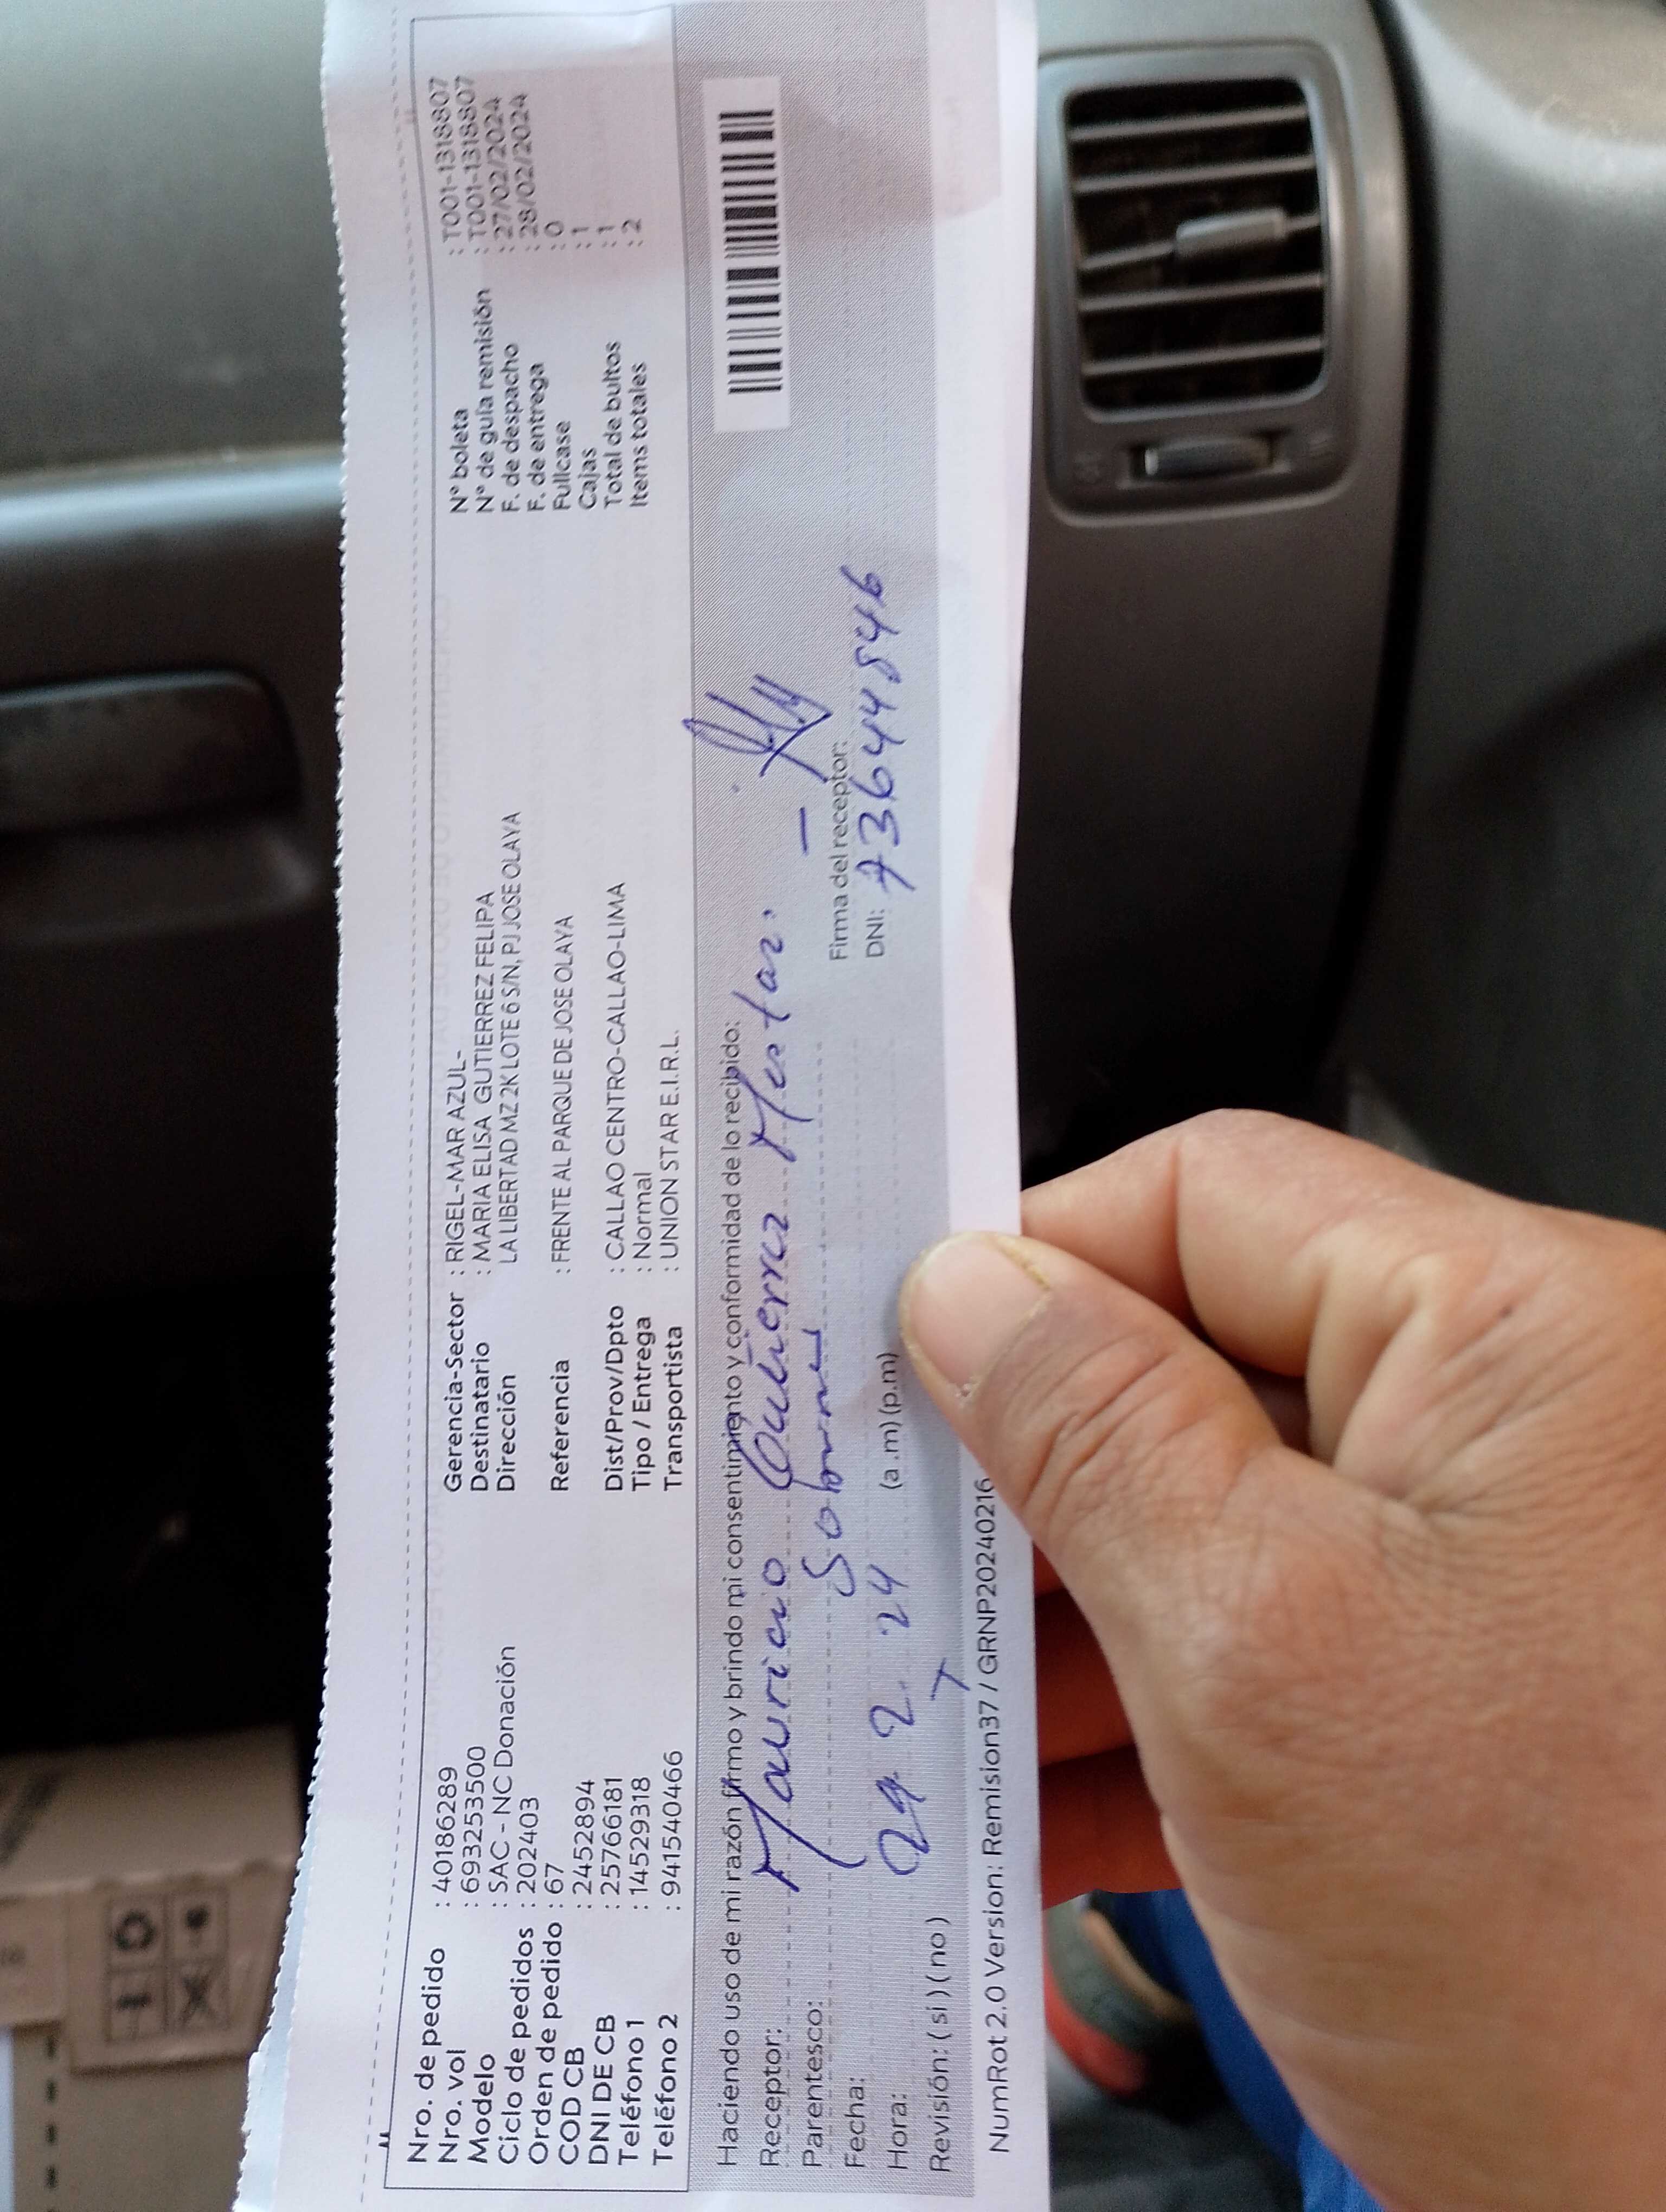 Nro. de pedido : 40186289
Nro. vol : 693253500
Modelo : SAC - NC Donación
Ciclo de pedidos : 202403
Orden de pedido : 67
COD CB : 2452894
DNI DE CB : 25766181
Teléfono 1 : 14529318
Teléfono 2 : 941540466
Gerencia-Sector : RIGEL-MAR AZUL-
Destinatario : MARIA ELISA GUTIERREZ FELIPA
Dirección LA LIBERTAD MZ 2K LOTE 6 S/N, PJ JOSE OLAYA
Referencia : FRENTE AL PARQUE DE JOSE OLAYA
Dist/Prov/Dpto : CALLAO CENTRO-CALLAO-LIMA
Tipo / Entrega : Normal
Transportista : UNION STAR E.I.R.L.
N° boleta : T001-1318807
N° de guía remisión : T001-1318807
F. de despacho : 27/02/2024
F. de entrega : 28/02/2024
Fullcase : 0
Cajas : 1
Total de bultos : 1
Items totales : 2
Haciendo uso de mi razón firmo y brindo mi consentimiento y conformidad de lo recibido:
Receptor: Mauricio Gutierrez
Parentesco: Sobrino
Firma del receptor:
Fecha: 29 2. 24
DNI: 73644546
Hora: (a.m) (p.m)
Revisión: ( si ) ( no )
NumRot 2.0 Version: Remision37 / GRNP20240216